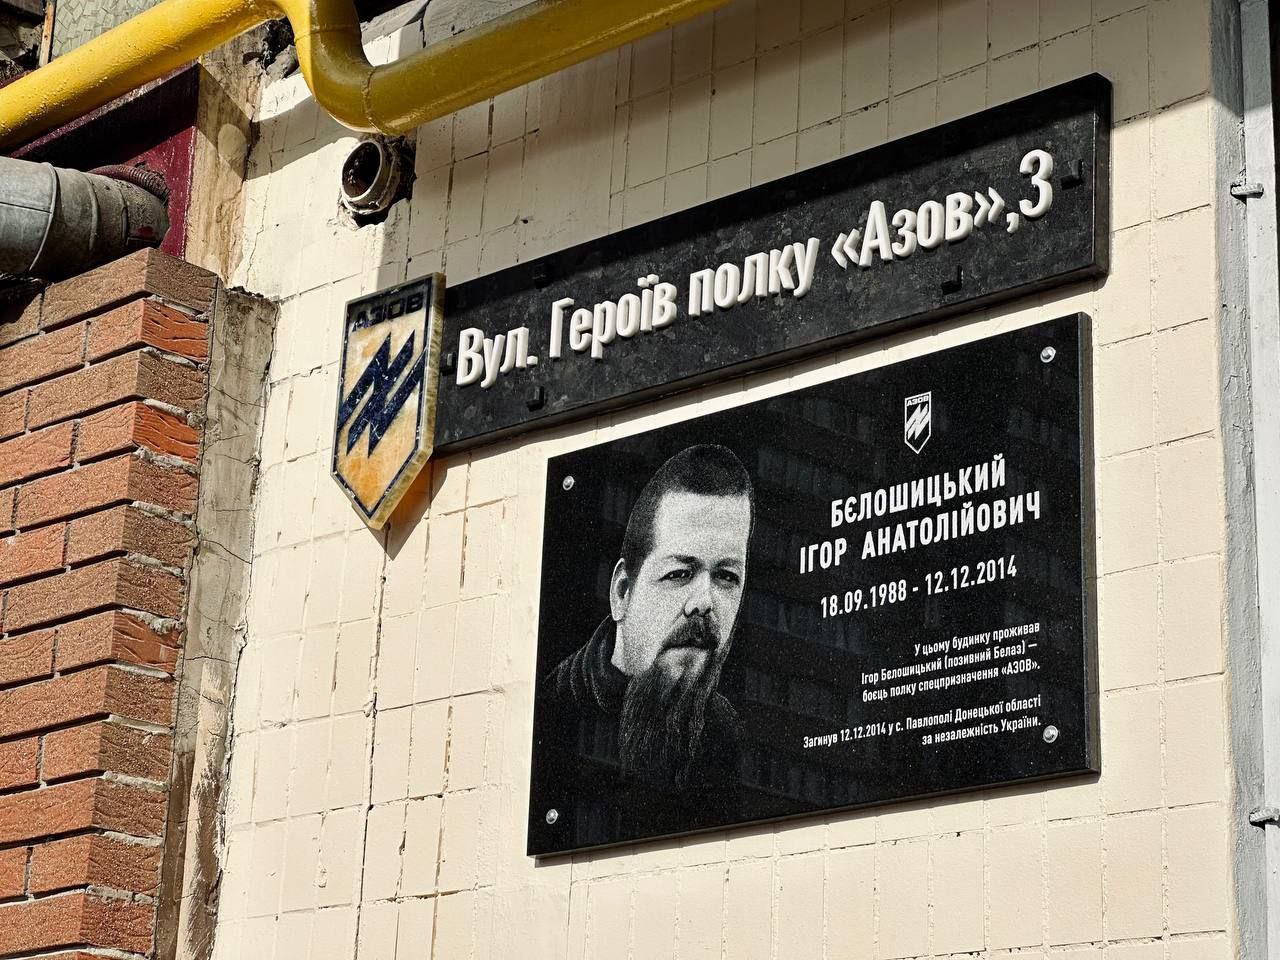 АЗОВ
Вул. Героїв полку «Азов»,3
АЗОВ
БЄЛОШИЦЬКИЙ
ІГОР АНАТОЛІЙОВИЧ
18.09.1988 - 12.12.2014
У цьому будинку проживав
Ігор Белошицький (позивний Белаз) —
боєць полку спецпризначення «АЗОВ».
Загинув 12.12.2014 у с. Павлополі Донецької області
за незалежність України.